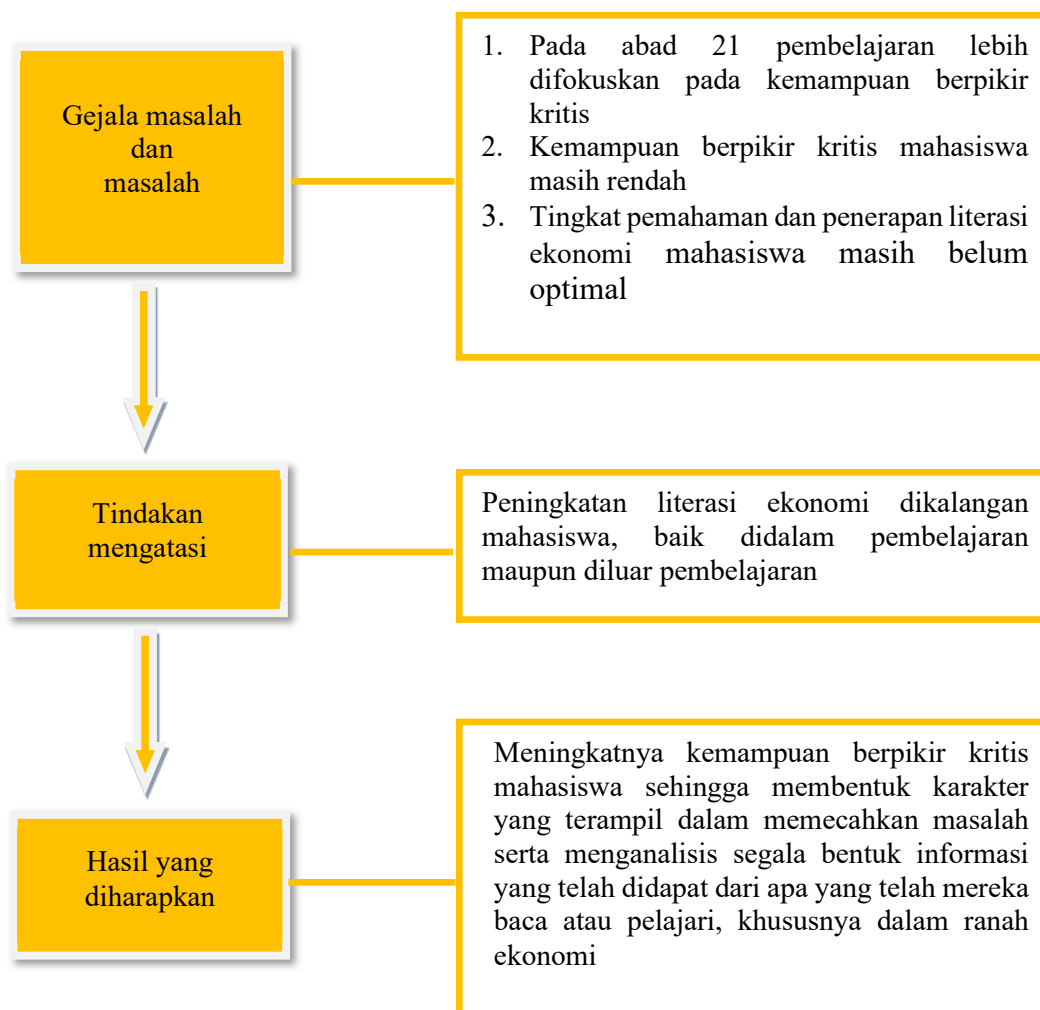 Gejala masalah
dan
masalah
1. Pada abad 21 pembelajaran lebih
difokuskan pada kemampuan berpikir
kritis
2. Kemampuan berpikir kritis mahasiswa
masih rendah
3. Tingkat pemahaman dan penerapan literasi
ekonomi mahasiswa masih belum
optimal
Tindakan
mengatasi
Peningkatan literasi ekonomi dikalangan
mahasiswa, baik didalam pembelajaran
maupun diluar pembelajaran
Hasil yang
diharapkan
Meningkatnya kemampuan berpikir kritis
mahasiswa sehingga membentuk karakter
yang terampil dalam memecahkan masalah
serta menganalisis segala bentuk informasi
yang telah didapat dari apa yang telah mereka
baca atau pelajari, khususnya dalam ranah
ekonomi